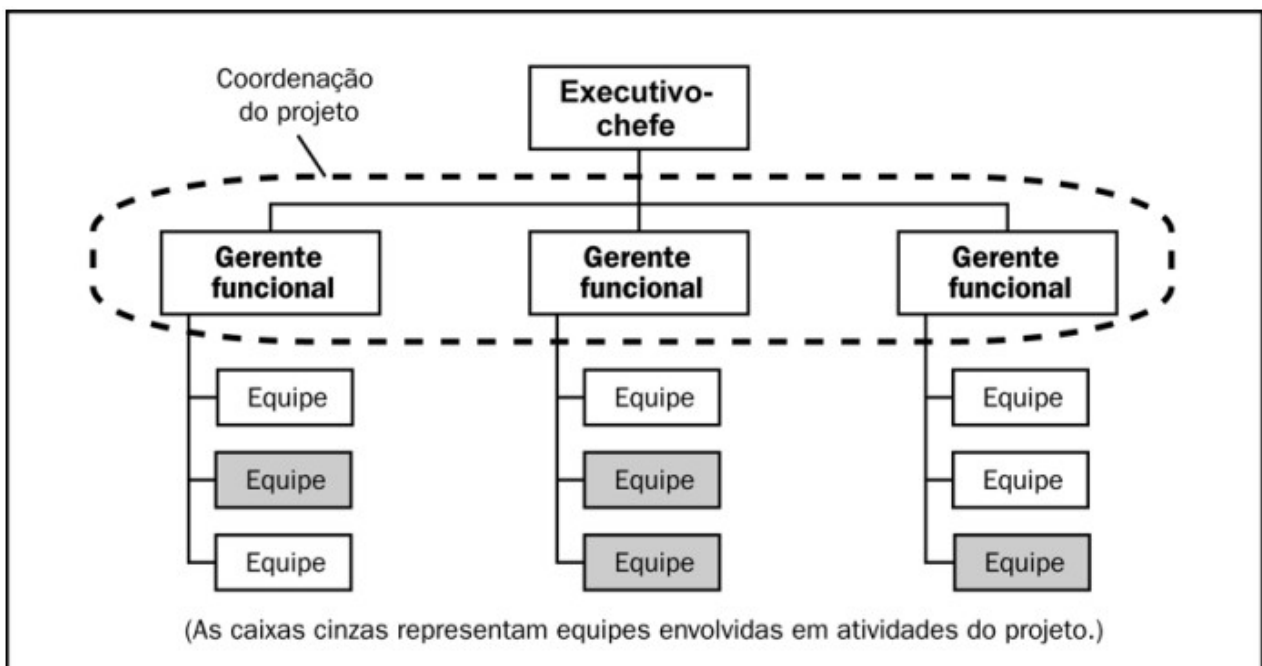 Coordenação
do projeto
Executivo-
chefe
Gerente
funcional
Gerente
funcional
Gerente
funcional
Equipe
Equipe
Equipe
Equipe
Equipe
Equipe
Equipe
Equipe
Equipe
(As caixas cinzas representam equipes envolvidas em atividades do projeto.)